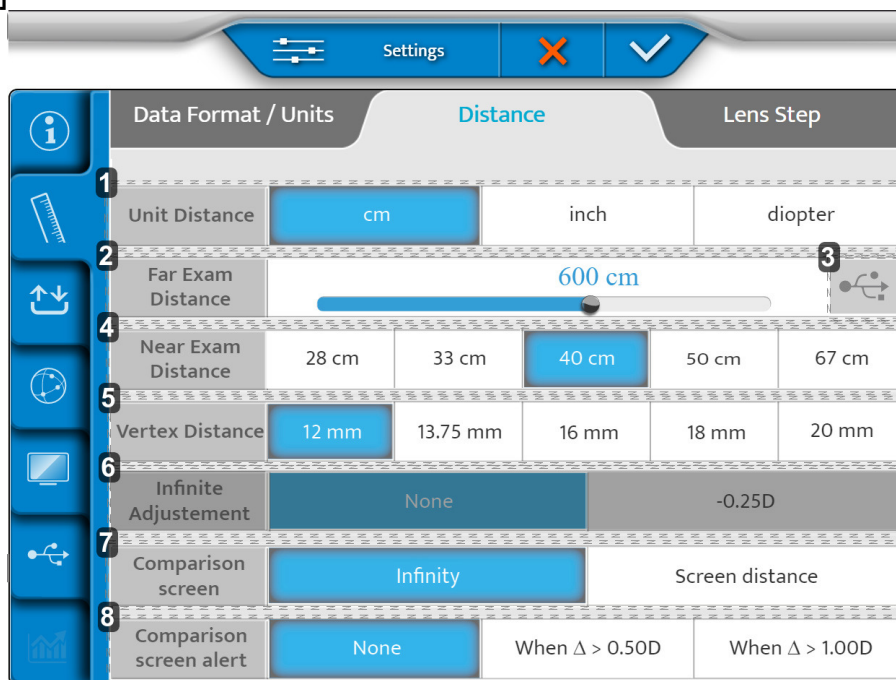 Settings
Data Format / Units
Distance
Lens Step
1
Unit Distance
cm
inch
diopter
2
Far Exam
Distance
600 cm
3
4
Near Exam
Distance
28 cm
33 cm
40 cm
50 cm
67 cm
5
Vertex Distance
12 mm
13.75 mm
16 mm
18 mm
20 mm
6
Infinite
Adjustement
None
-0.25D
7
Comparison
screen
Infinity
Screen distance
8
Comparison
screen alert
None
When Δ > 0.50D
When Δ > 1.00D